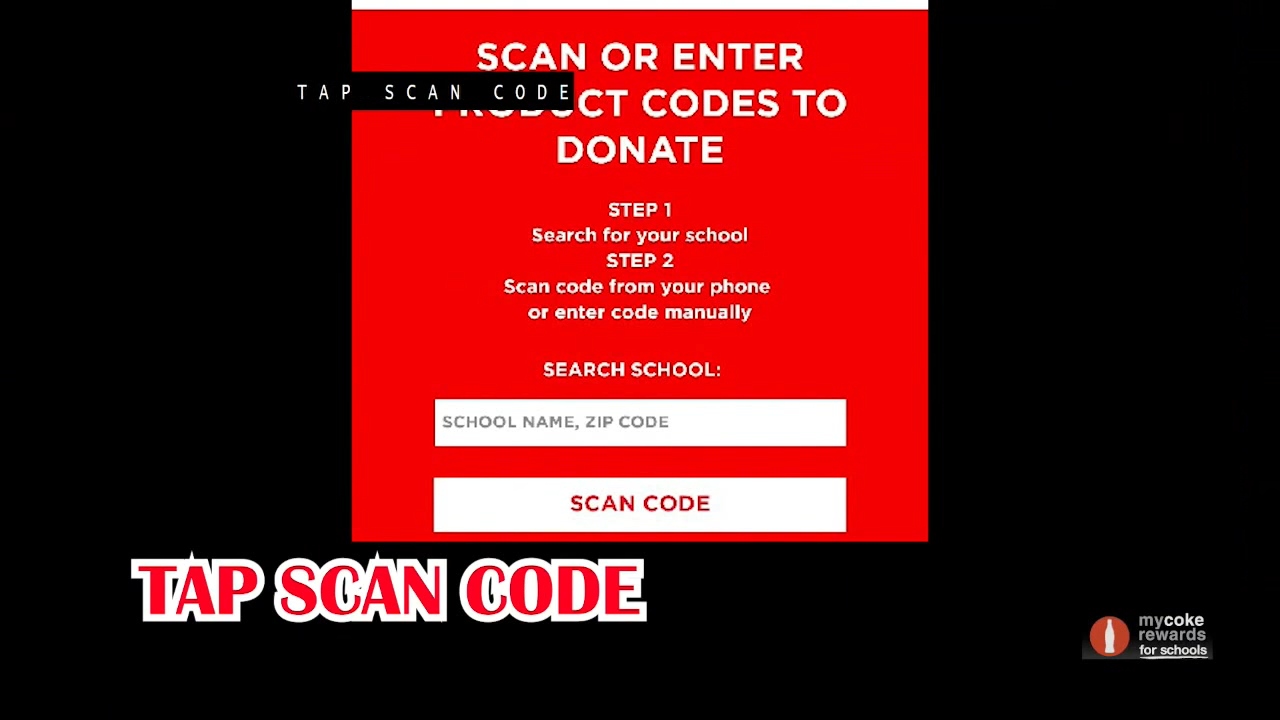 SCAN OR ENTER
TAP SCAN CODE
PRODUCT CODES TO
DONATE
STEP 1
Search for your school
STEP 2
Scan code from your phone
or enter code manually
SEARCH SCHOOL:
SCHOOL NAME, ZIP CODE
SCAN CODE
TAP SCAN CODE
mycoke
rewards
for schools